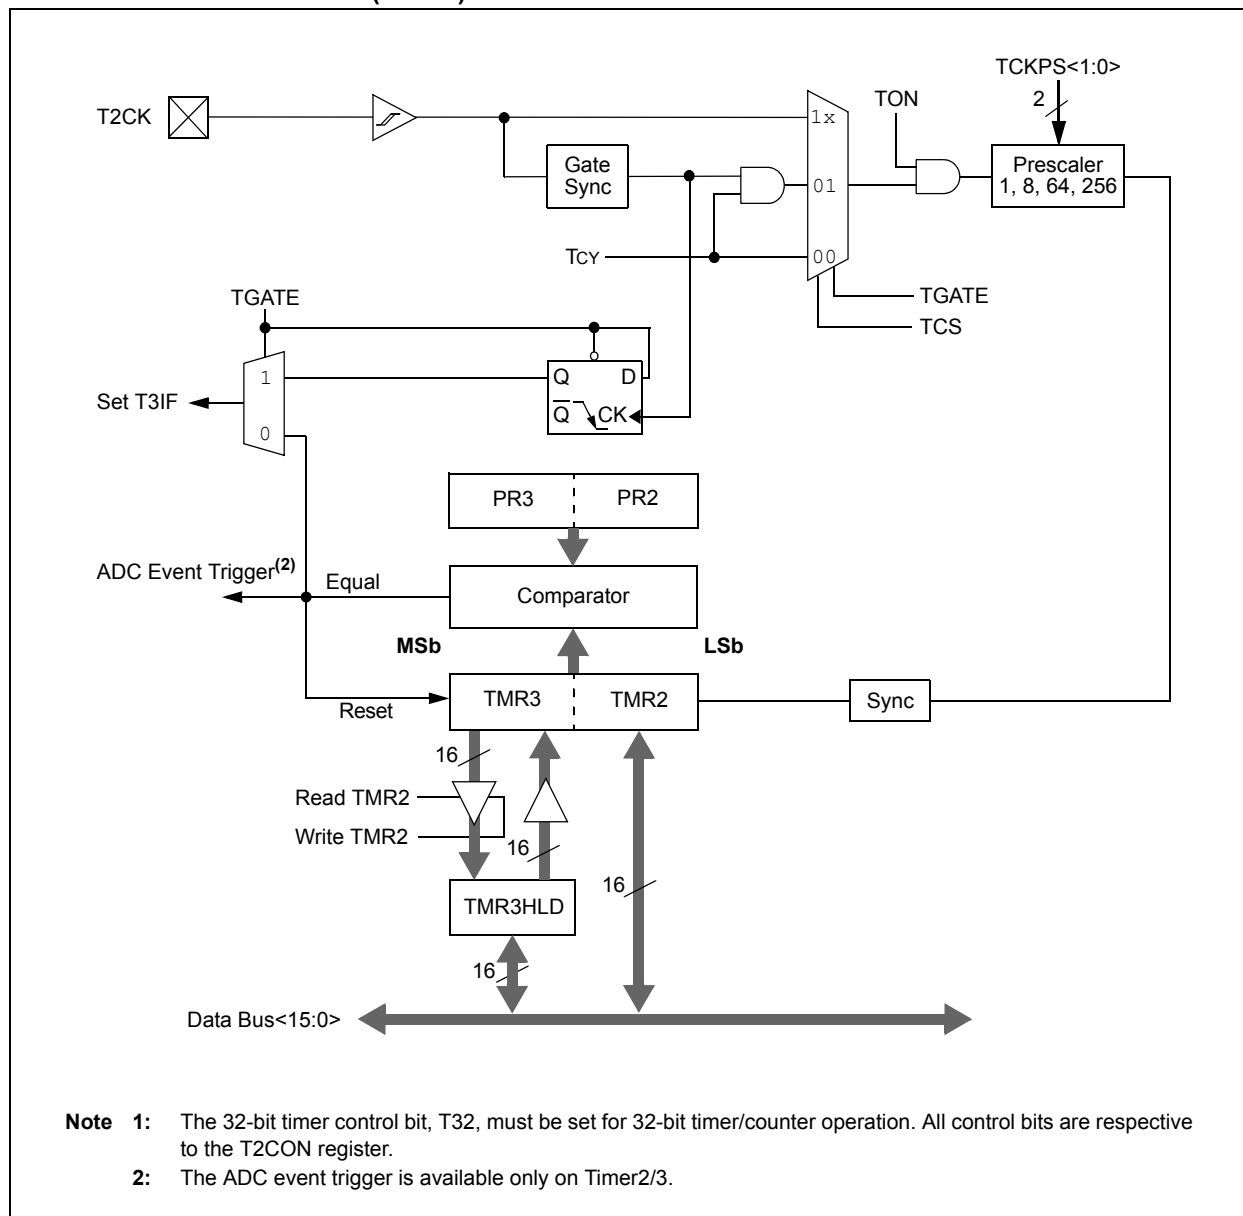 TCKPS<1:0>
2
TON
T2CK
1x
Gate
Sync
Prescaler
1, 8, 64, 256
01
TCY
00
TGATE
TGATE
TCS
1
Q
D
Set T3IF
Q
CK
0
PR3
PR2
ADC Event Trigger(2)
Equal
Comparator
MSb
LSb
TMR3
TMR2
Sync
Reset
16
Read TMR2
Write TMR2
16
16
TMR3HLD
16
Data Bus<15:0>
Note 1: The 32-bit timer control bit, T32, must be set for 32-bit timer/counter operation. All control bits are respective
to the T2CON register.
2: The ADC event trigger is available only on Timer2/3.